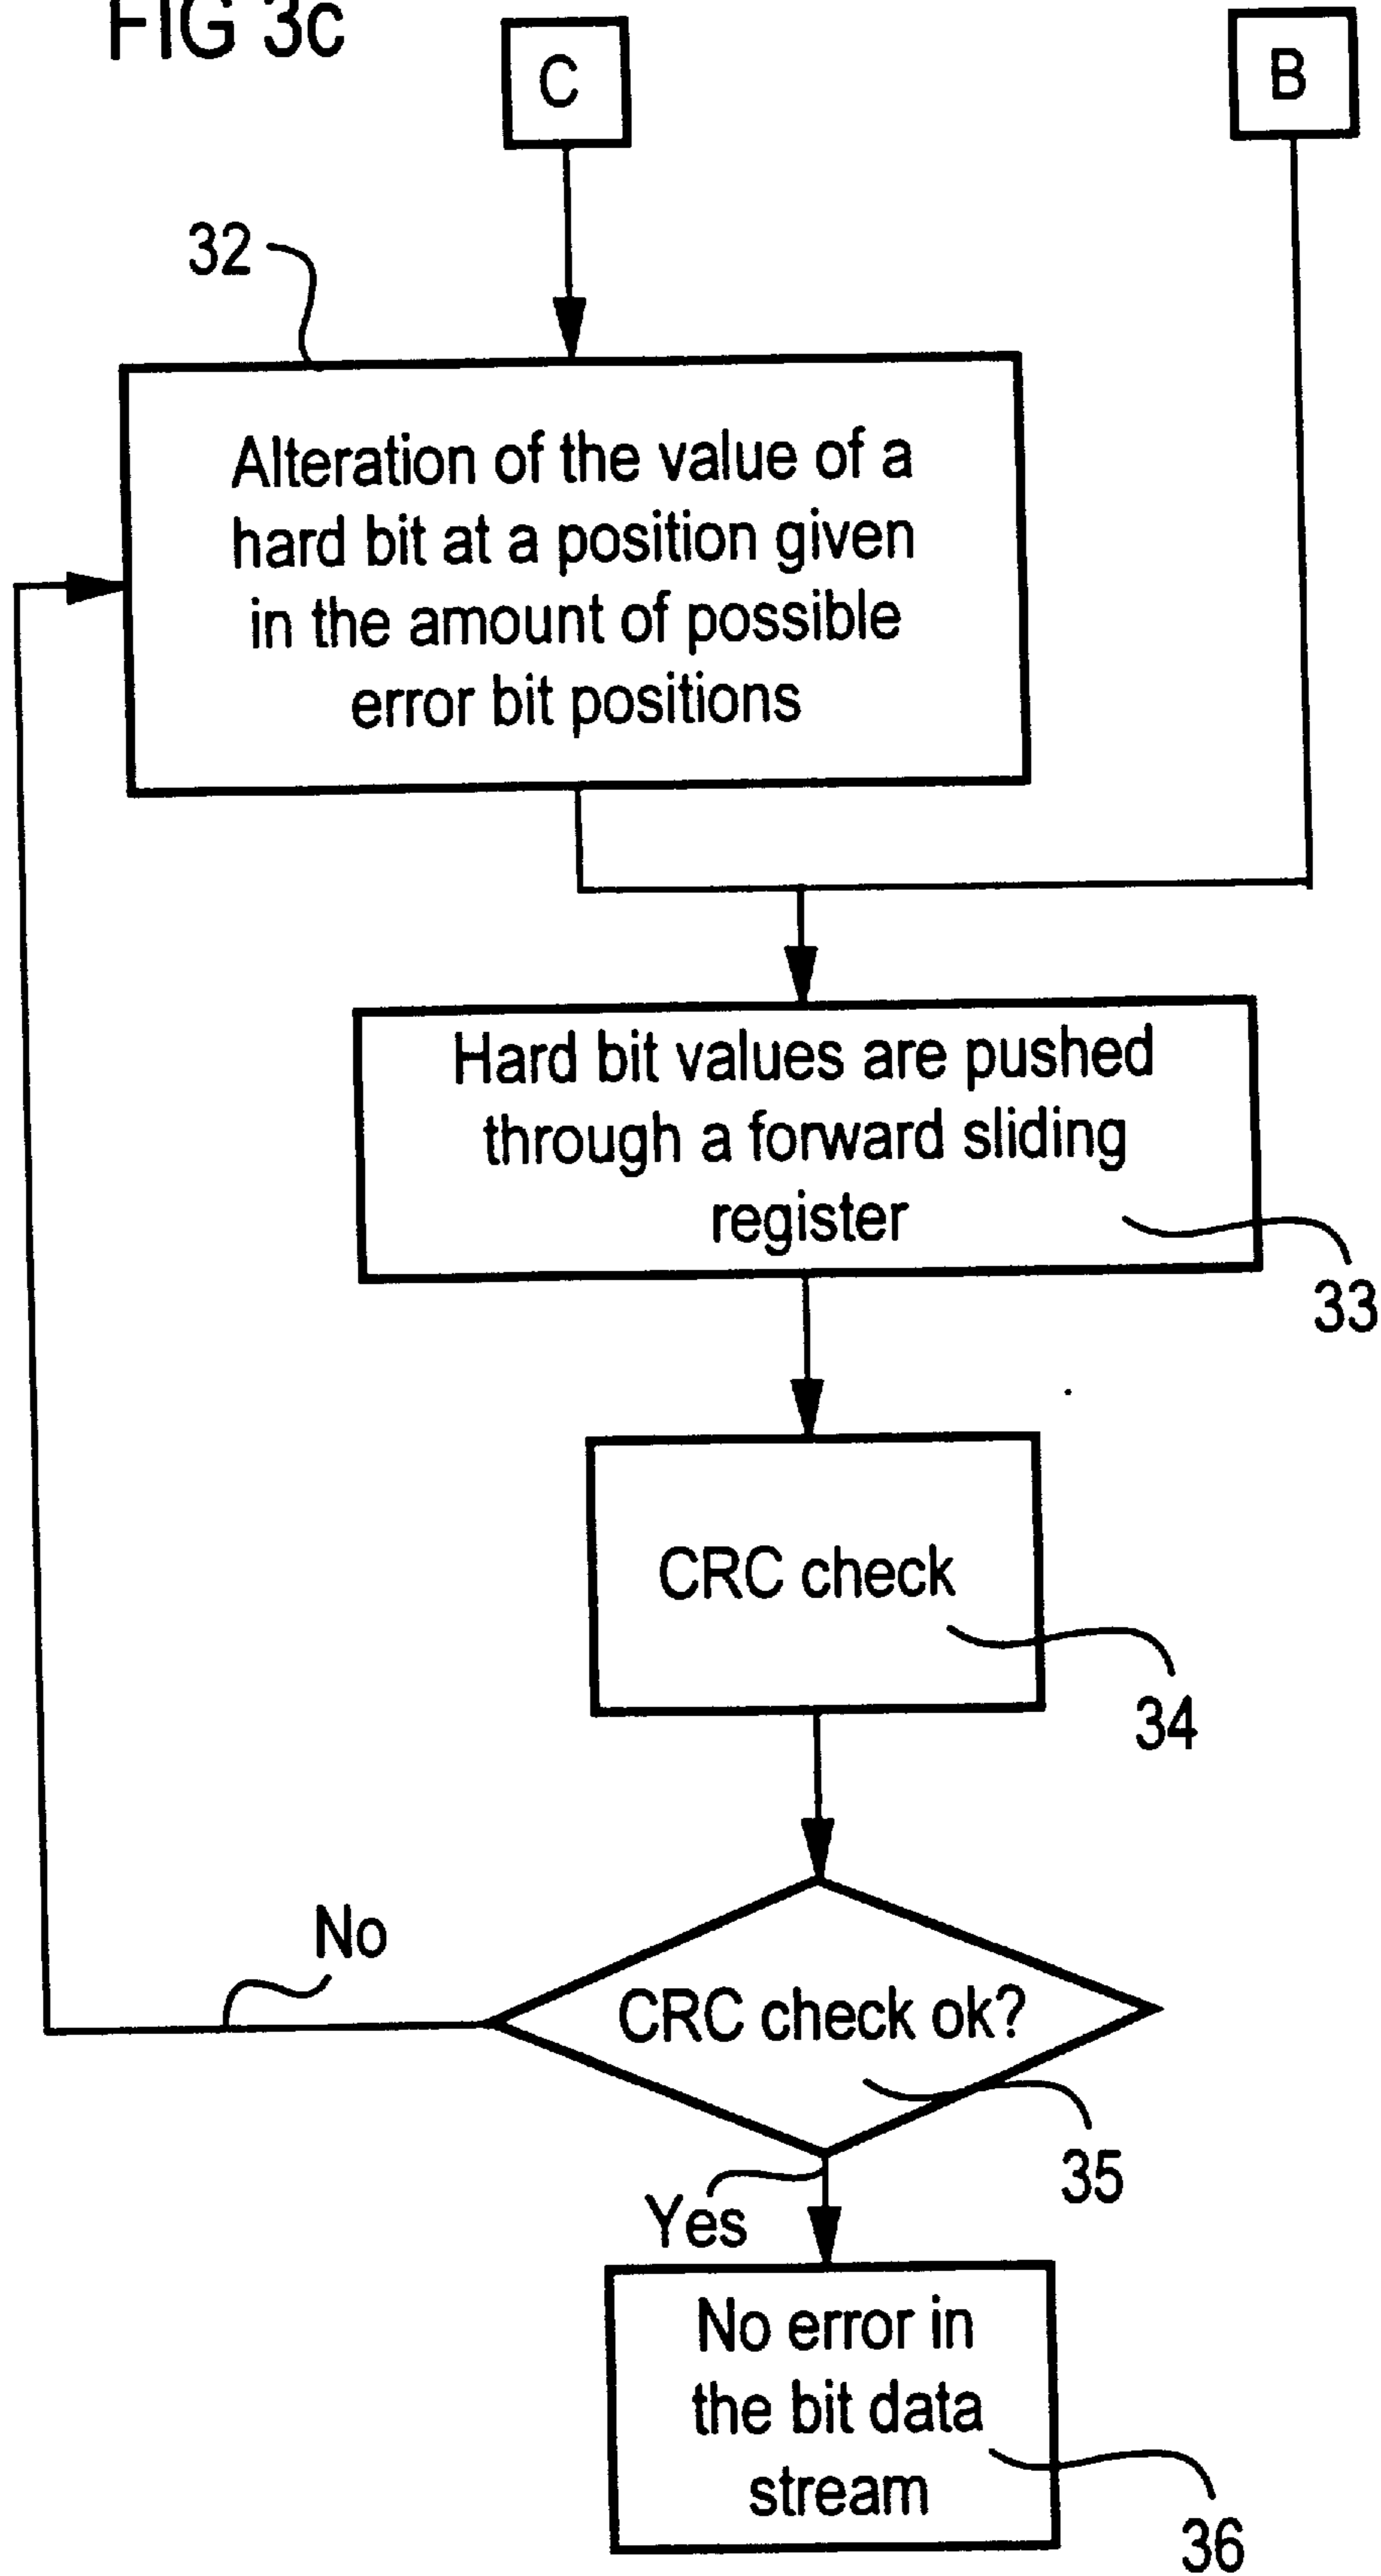 FIG 3c
C
B
32
Alteration of the value of a
hard bit at a position given
in the amount of possible
error bit positions
Hard bit values are pushed
through a forward sliding
register
33
CRC check
34
No
CRC check ok?
35
Yes
No error in
the bit data
stream
36